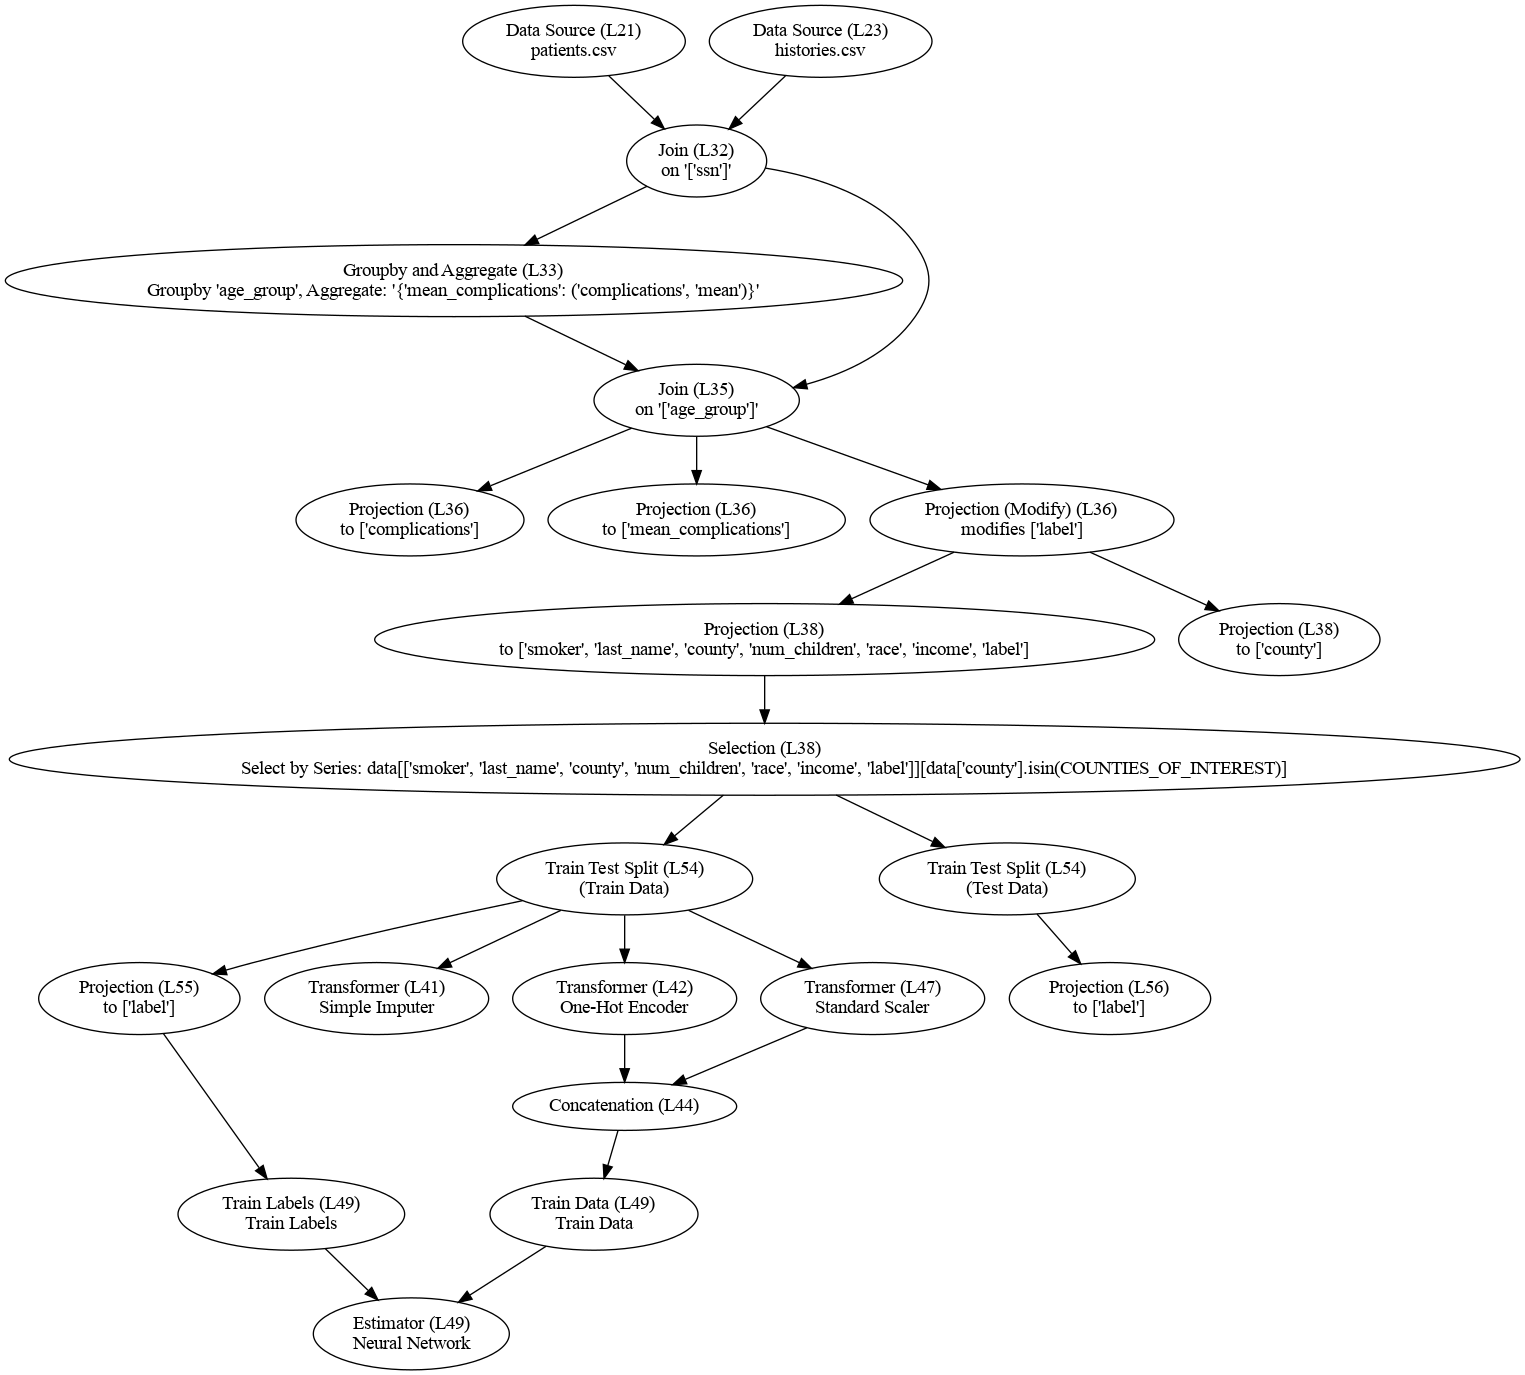 Data Source (L21)
patients.csv
Data Source (L23)
histories.csv
Join (L32)
on '['ssn']'
Groupby and Aggregate (L33)
Groupby 'age_group', Aggregate: '{'mean_complications': ('complications', 'mean')}'
Join (L35)
on '['age_group']'
Projection (L36)
to ['complications']
Projection (L36)
to ['mean_complications']
Projection (Modify) (L36)
modifies ['label']
Projection (L38)
to ['smoker', 'last_name', 'county', 'num_children', 'race', 'income', 'label']
Projection (L38)
to ['county']
Selection (L38)
Select by Series: data[['smoker', 'last_name', 'county', 'num_children', 'race', 'income', 'label']][data['county'].isin(COUNTIES_OF_INTEREST)]
Train Test Split (L54)
(Train Data)
Train Test Split (L54)
(Test Data)
Projection (L55)
to ['label']
Transformer (L41)
Simple Imputer
Transformer (L42)
One-Hot Encoder
Transformer (L47)
Standard Scaler
Projection (L56)
to ['label']
Concatenation (L44)
Train Labels (L49)
Train Labels
Train Data (L49)
Train Data
Estimator (L49)
Neural Network